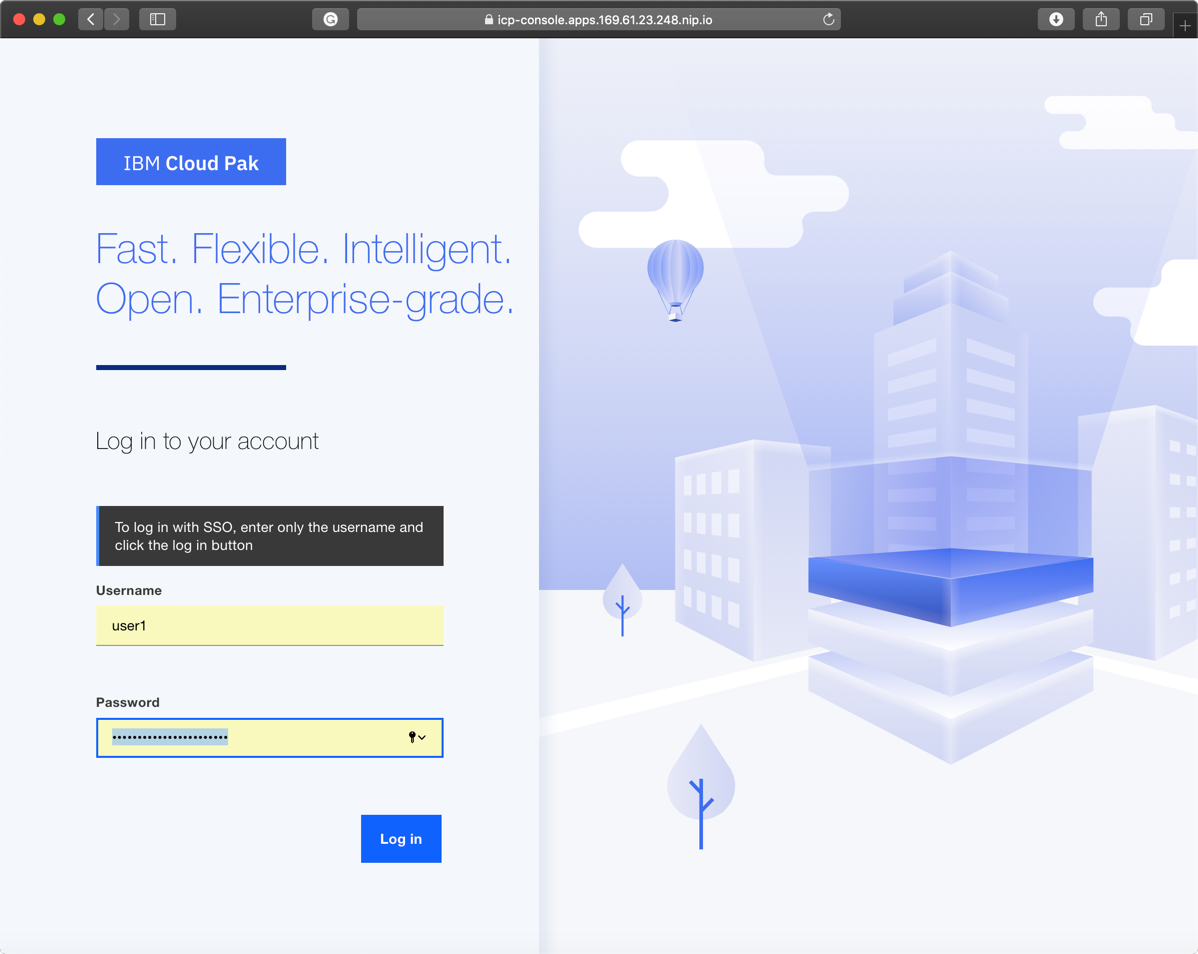 icp-console.apps.169.61.23.248.nip.io
IBM Cloud Pak
Fast. Flexible. Intelligent.
Open. Enterprise-grade.
Log in to your account
To log in with SSO, enter only the username and
click the log in button
Username
user1
Password
••••••••••••••••••••••
Log in